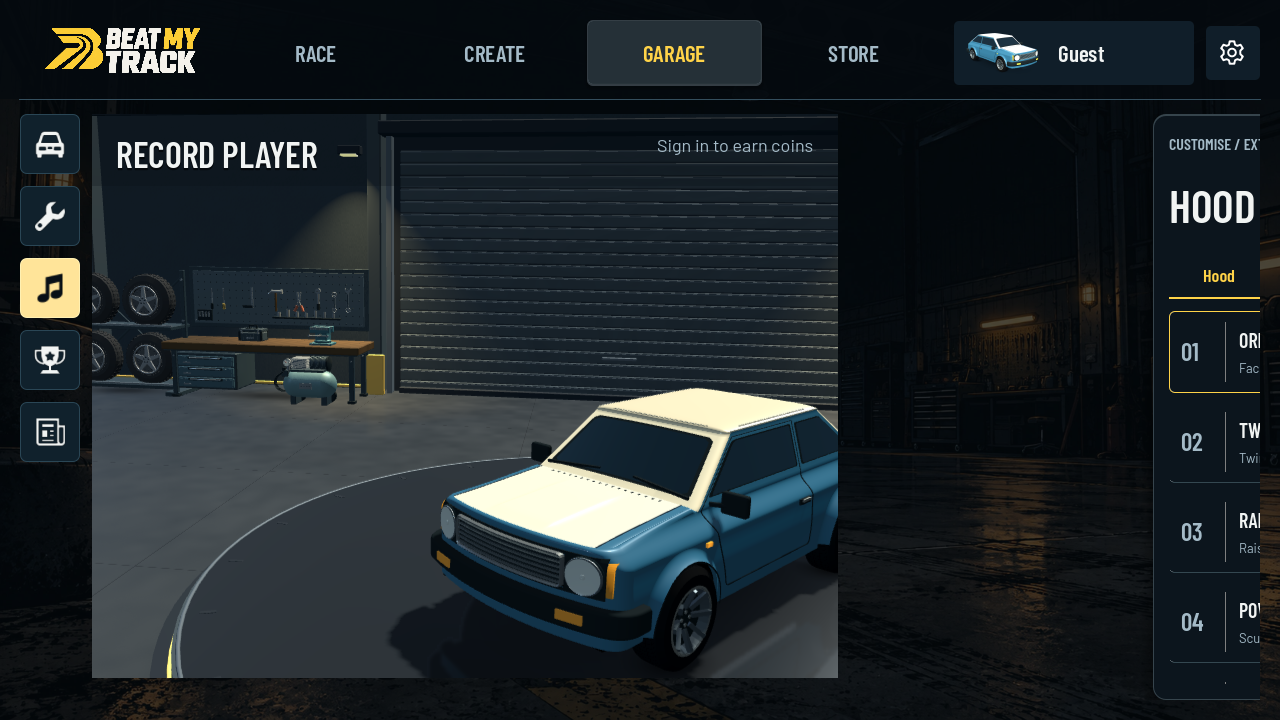 BEAT MY
TRACK
RACE
CREATE
GARAGE
STORE
Guest
RECORD PLAYER
Sign in to earn coins
CUSTOMISE /
HOOD
Hood
01
02
03
04